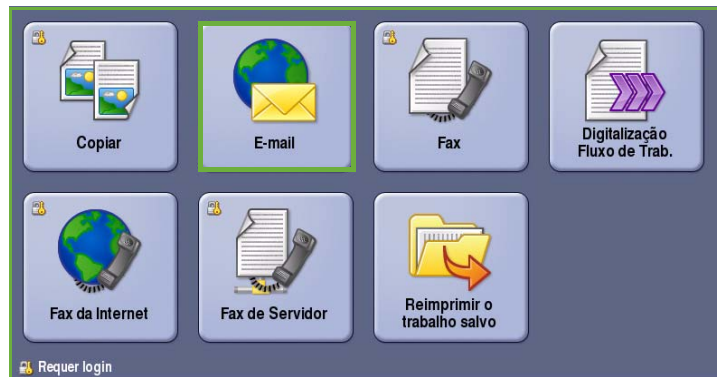 Copiar
E-mail
Fax
Digitalização
Fluxo de Trab.
Fax da Internet
Fax de Servidor
Reimprimir o
trabalho salvo
Requer login